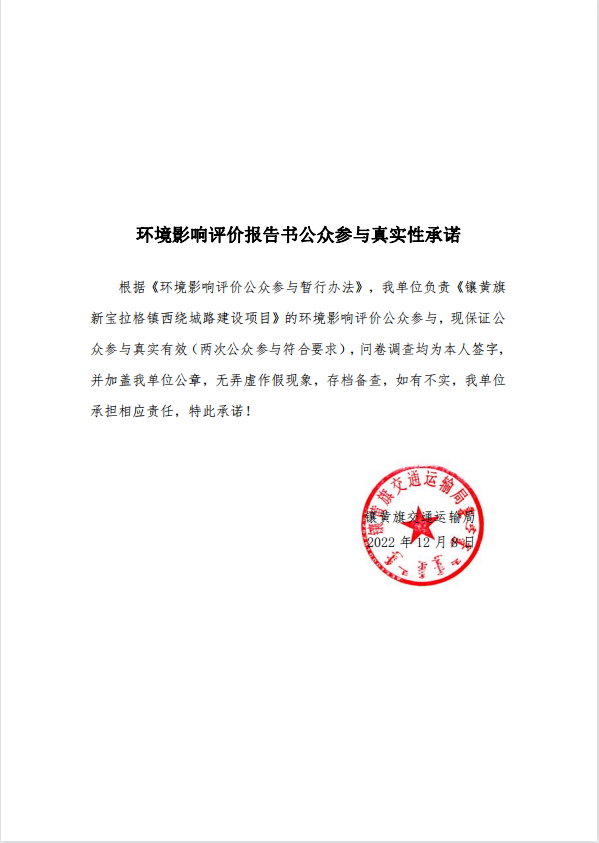 环境影响评价报告书公众参与真实性承诺
根据《环境影响评价公众参与暂行办法》，我单位负责《镶黄旗
新宝拉格镇西绕城路建设项目》的环境影响评价公众参与，现保证公
众参与真实有效（两次公众参与符合要求），问卷调查均为本人签字，
并加盖我单位公章，无弄虚作假现象，存档备查，如有不实，我单位
承担相应责任，特此承诺！
镶黄旗交通运输局
镶黄旗交通运输局
2022 年 12 月 8 日